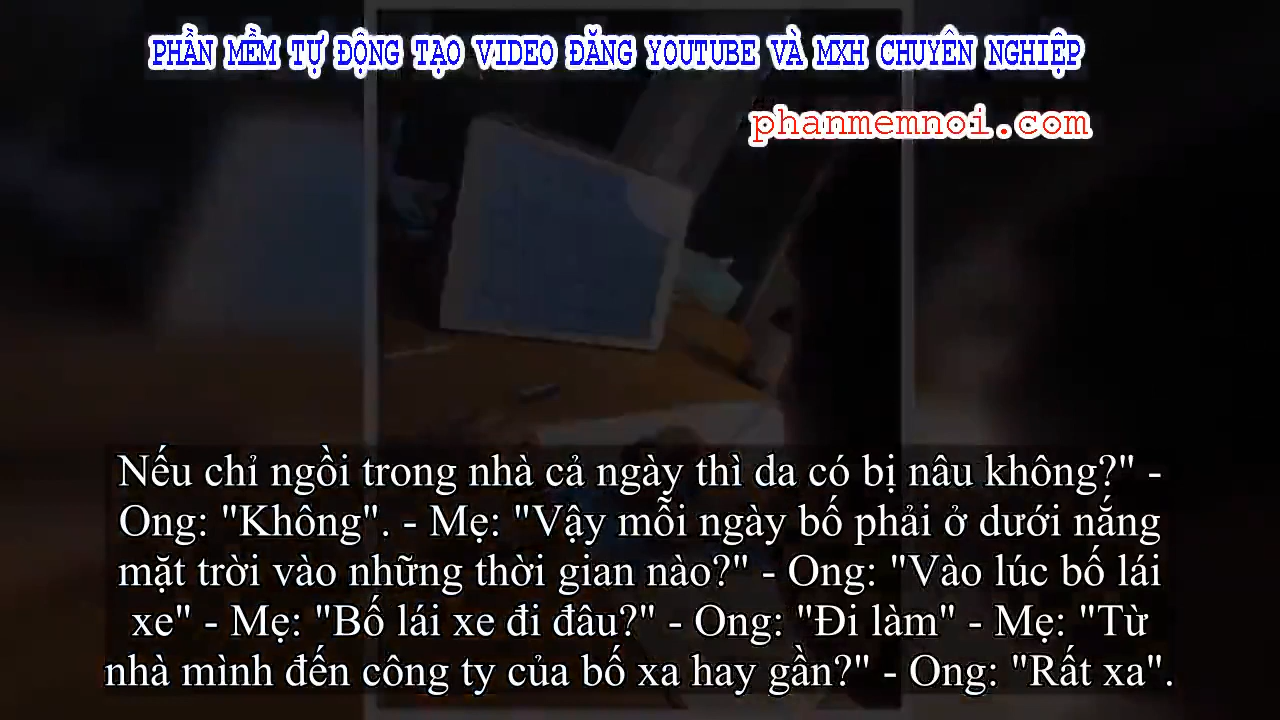 PHẦN MỀM TỰ ĐỘNG TẠO VIDEO ĐĂNG YOUTUBE VÀ MXH CHUYÊN NGHIỆP
phanmemnoi.com
Nếu chỉ ngồi trong nhà cả ngày thì da có bị nâu không?" -
Ong: "Không". - Mẹ: "Vậy mỗi ngày bố phải ở dưới nắng
mặt trời vào những thời gian nào?" - Ong: "Vào lúc bố lái
xe" - Mẹ: "Bố lái xe đi đâu?" - Ong: "Đi làm" - Mẹ: "Từ
nhà mình đến công ty của bố xa hay gần?" - Ong: "Rất xa".